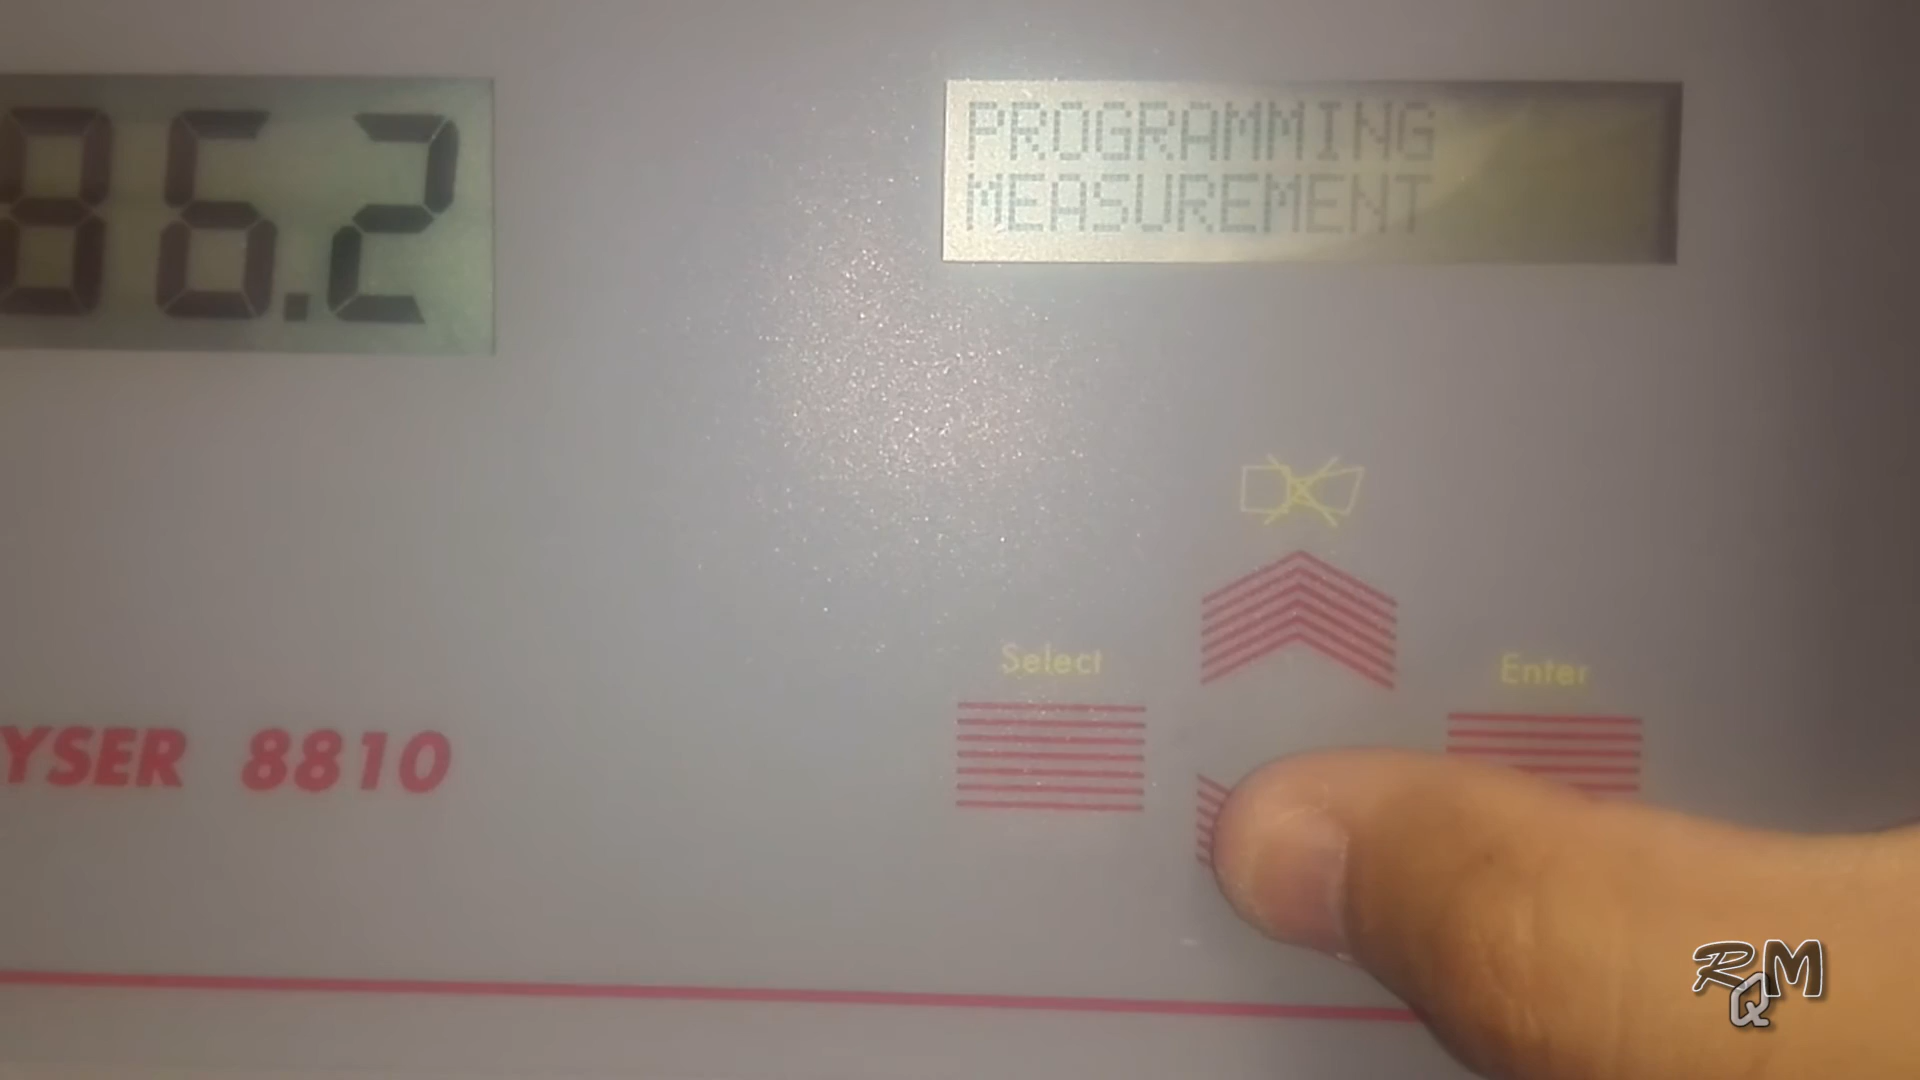 86.2
PROGRAMMING
MEASUREMENT
Select
Enter
YSER 8810
RQM